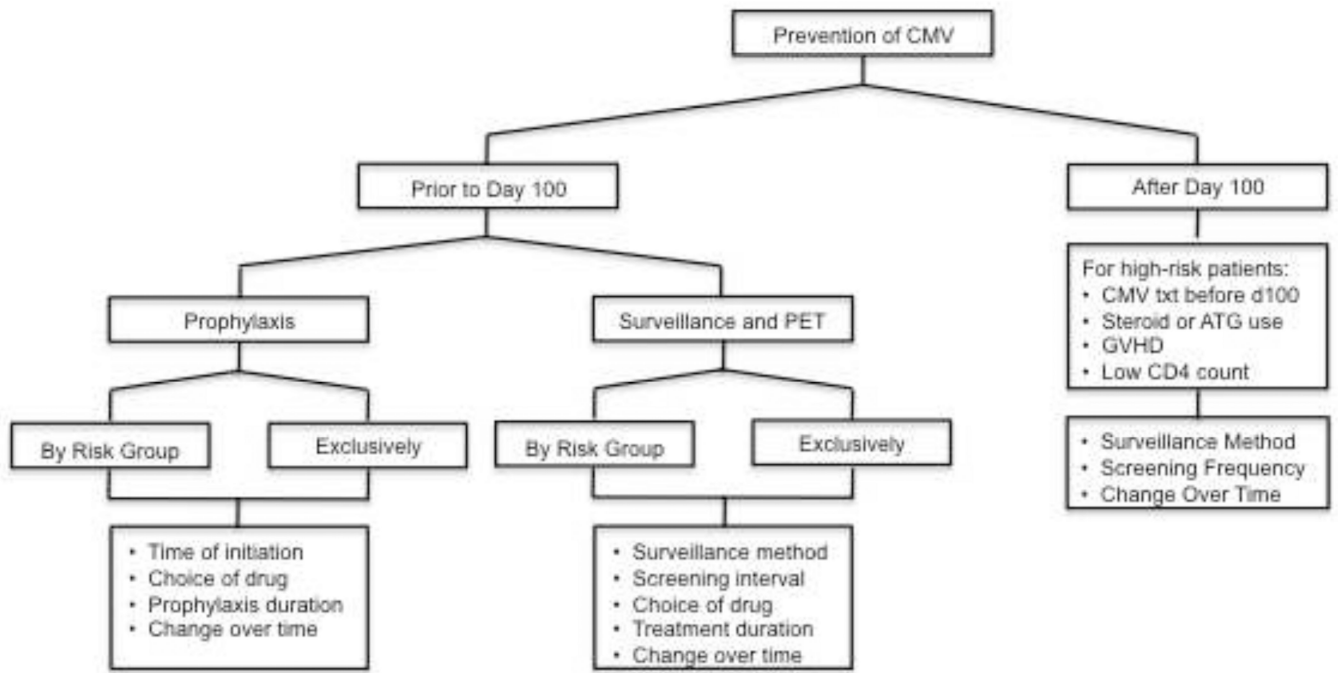 Prevention of CMV
Prior to Day 100
After Day 100
For high-risk patients:
• CMV txt before d100
• Steroid or ATG use
• GVHD
• Low CD4 count
Prophylaxis
Surveillance and PET
By Risk Group
Exclusively
By Risk Group
Exclusively
• Surveillance Method
• Screening Frequency
• Change Over Time
• Time of initiation
• Choice of drug
• Prophylaxis duration
• Change over time
• Surveillance method
• Screening interval
• Choice of drug
• Treatment duration
• Change over time